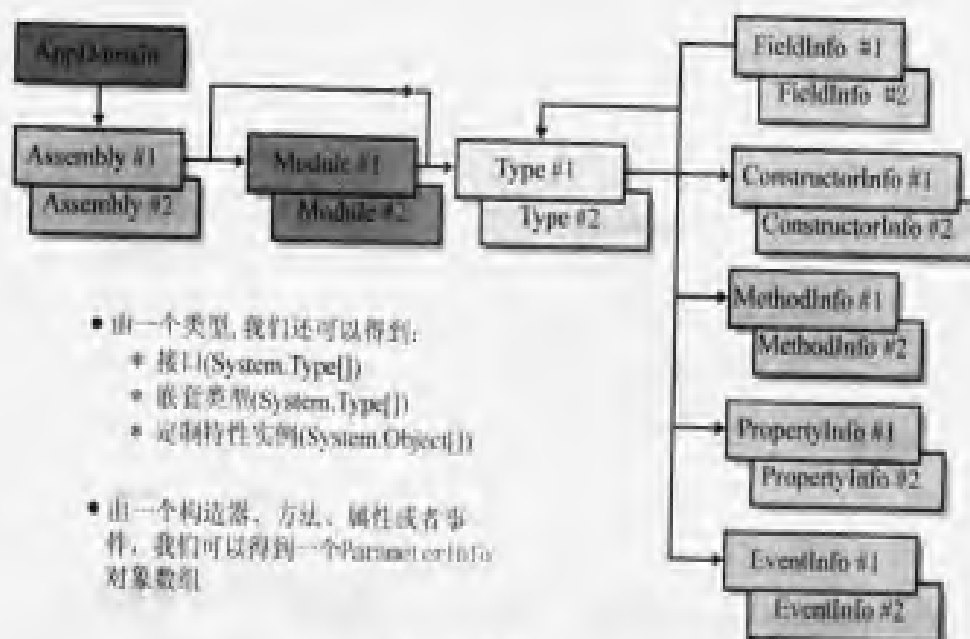 AppDomain
Assembly #1
Assembly #2
Module #1
Module #2
Type #1
Type #2
FieldInfo #1
FieldInfo #2
ConstructorInfo #1
ConstructorInfo #2
MethodInfo #1
MethodInfo #2
PropertyInfo #1
PropertyInfo #2
EventInfo #1
EventInfo #2
• 由一个类型, 我们还可以得到:
* 接口(System.Type[])
* 嵌套类型(System.Type[])
* 定制特性实例(System.Object[])
• 由一个构造器、方法、属性或者事
件, 我们可以得到一个ParameterInfo
对象数组